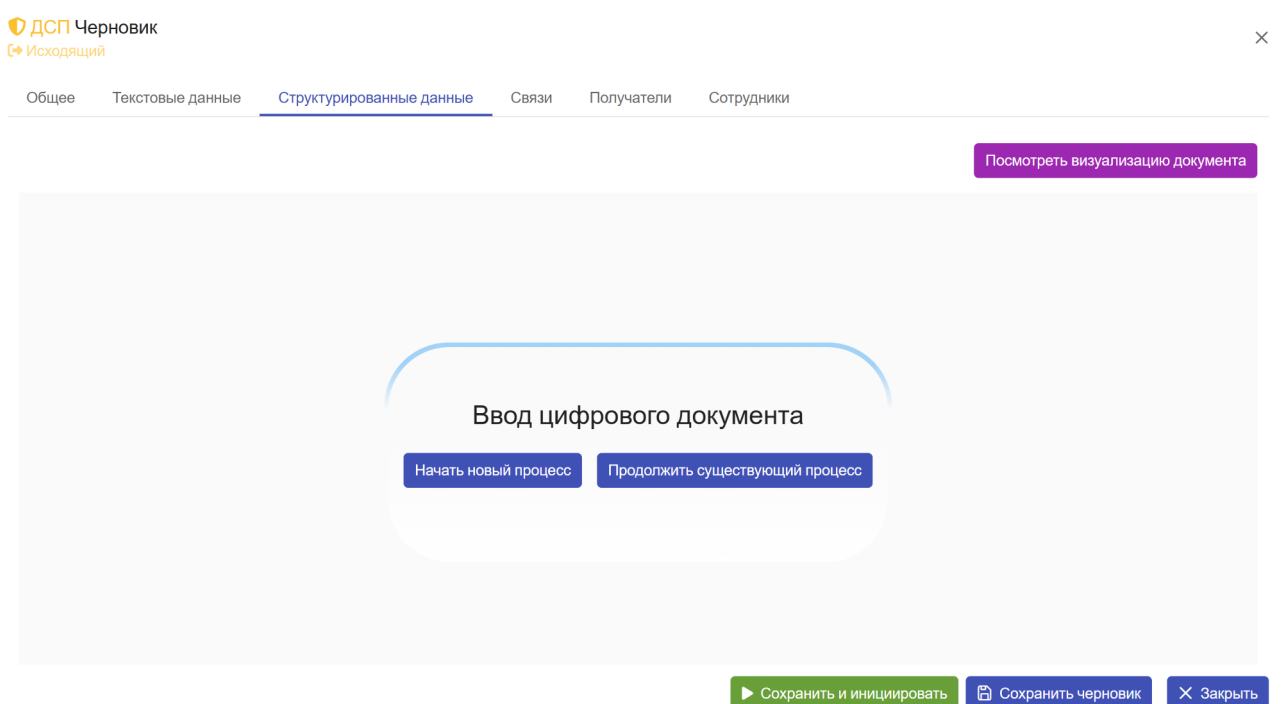 ДСП Черновик
Исходящий
Общее Текстовые данные Структурированные данные Связи Получатели Сотрудники
Посмотреть визуализацию документа
Ввод цифрового документа
Начать новый процесс Продолжить существующий процесс
Сохранить и инициировать Сохранить черновик Закрыть